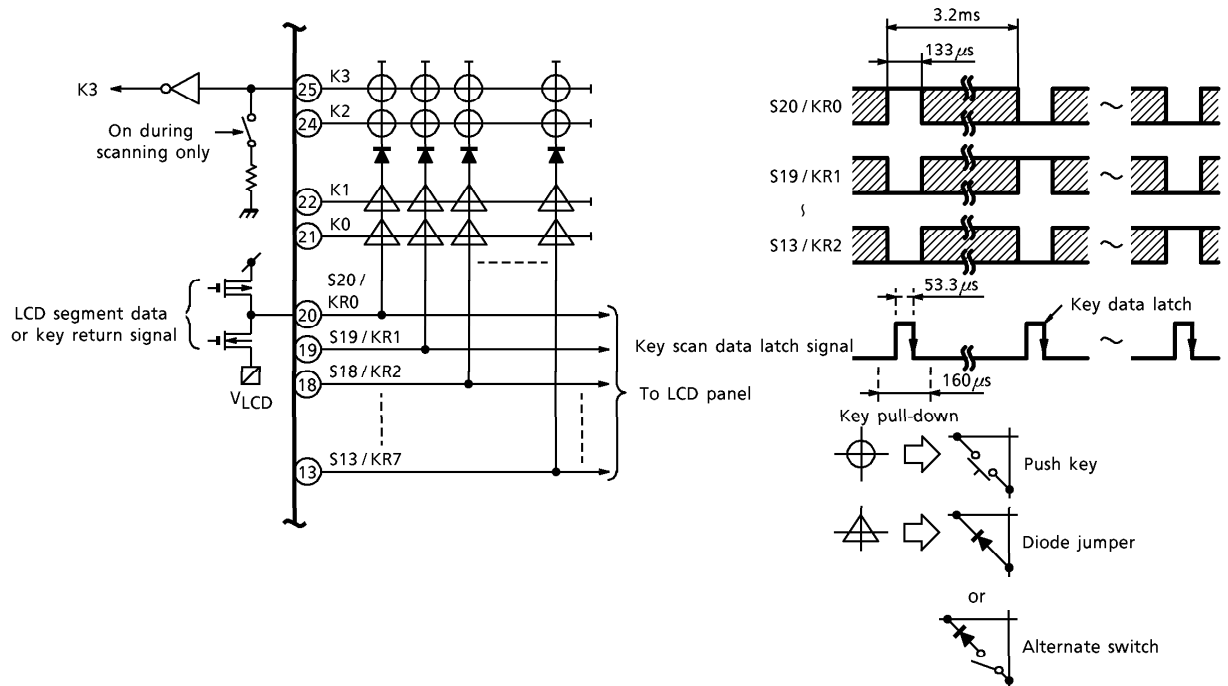 K3
On during
scanning only
25
K3
24
K2
22
K1
21
K0
LCD segment data
or key return signal
VLCD
S20 /
KR0
20
19
S19 / KR1
18
S18 / KR2
13
S13 / KR7
To LCD panel
3.2ms
133μs
S20 / KR0
~
S19 / KR1
~
~
S13 / KR2
~
53.3μs
Key data latch
Key scan data latch signal
~
160μs
Key pull-down
Push key
Diode jumper
or
Alternate switch